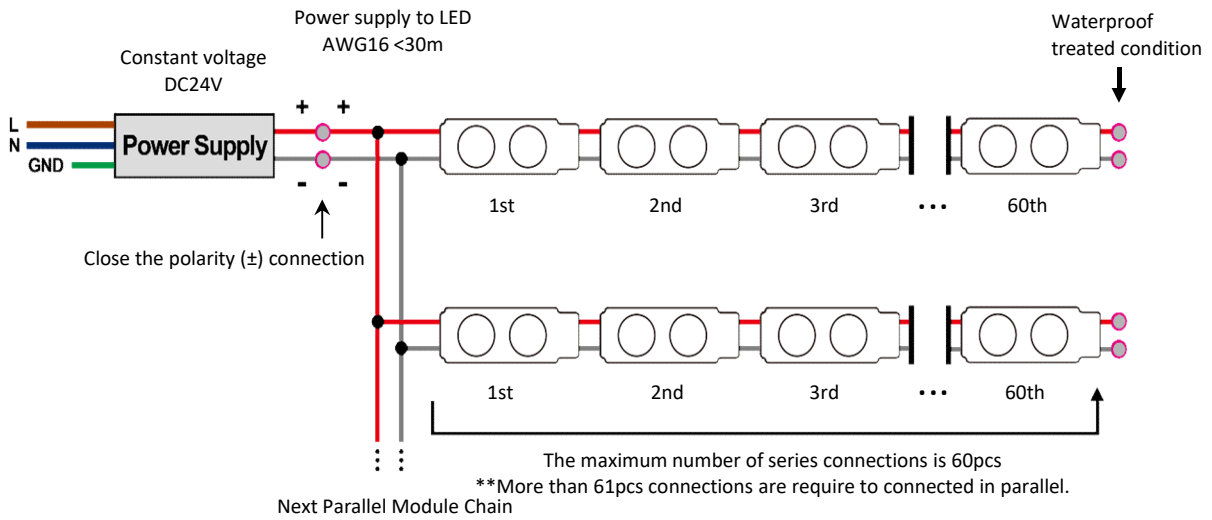 Power supply to LED
AWG16 <30m
Waterproof
treated condition
Constant voltage
DC24V
+ +
L
N
GND
Power Supply
- -
1st 2nd 3rd ... 60th
Close the polarity (±) connection
1st 2nd 3rd ... 60th
The maximum number of series connections is 60pcs
**More than 61pcs connections are require to connected in parallel.
Next Parallel Module Chain